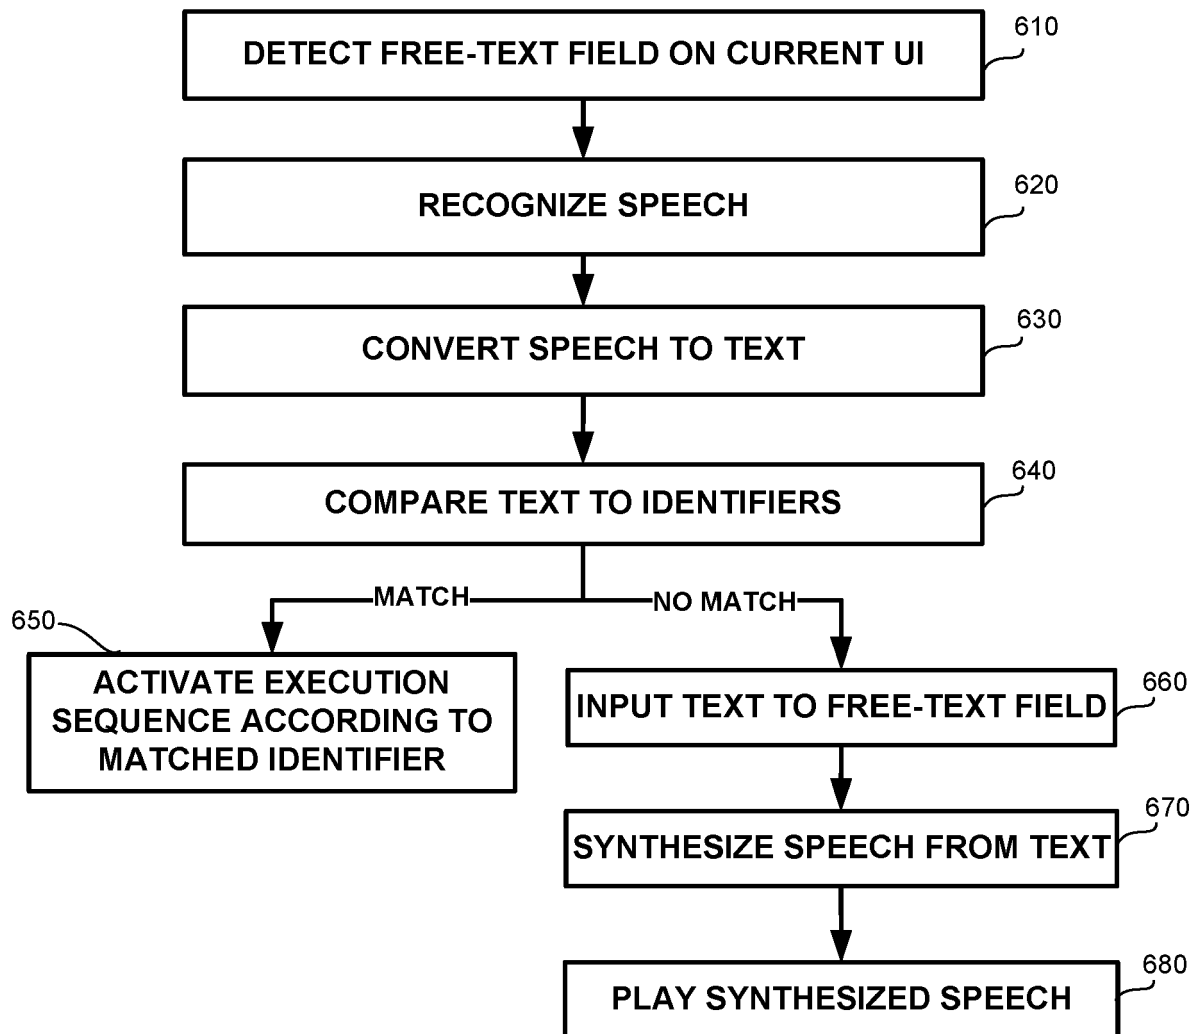 DETECT FREE-TEXT FIELD ON CURRENT UI
610
RECOGNIZE SPEECH
620
CONVERT SPEECH TO TEXT
630
COMPARE TEXT TO IDENTIFIERS
640
MATCH
NO MATCH
650
ACTIVATE EXECUTION
SEQUENCE ACCORDING TO
MATCHED IDENTIFIER
INPUT TEXT TO FREE-TEXT FIELD
660
SYNTHESIZE SPEECH FROM TEXT
670
PLAY SYNTHESIZED SPEECH
680